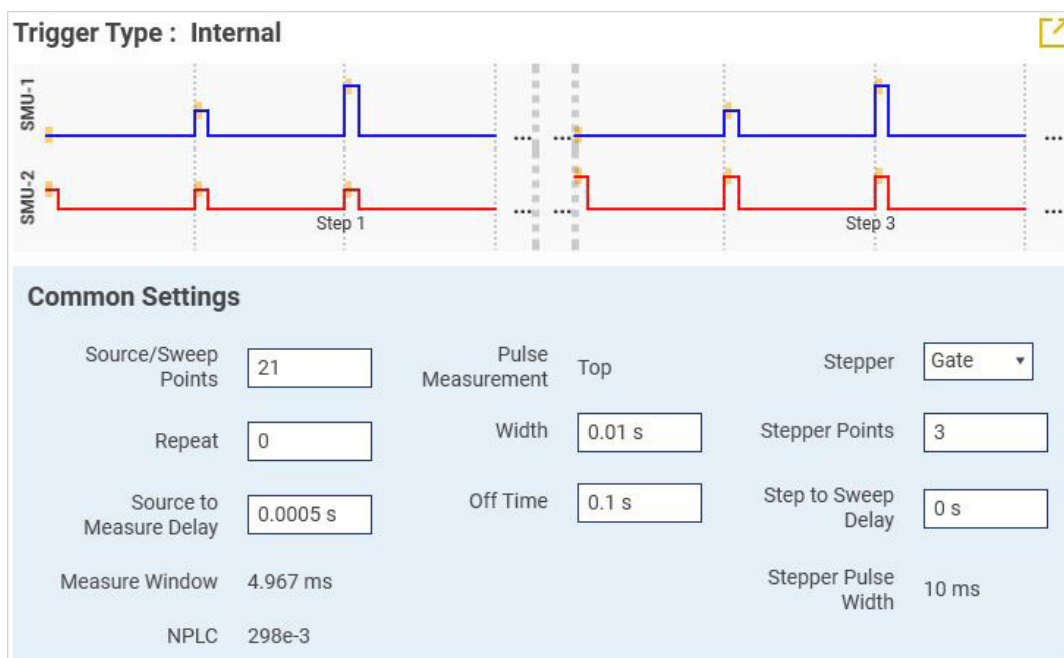 Trigger Type : Internal
SMU-1
... ... ...
SMU-2
... ... ...
Step 1 Step 3
Common Settings
Source/Sweep Points 21
Pulse Measurement Top
Stepper Gate
Repeat 0
Width 0.01 s
Stepper Points 3
Source to Measure Delay 0.0005 s
Off Time 0.1 s
Step to Sweep Delay 0 s
Measure Window 4.967 ms
Stepper Pulse Width 10 ms
NPLC 298e-3